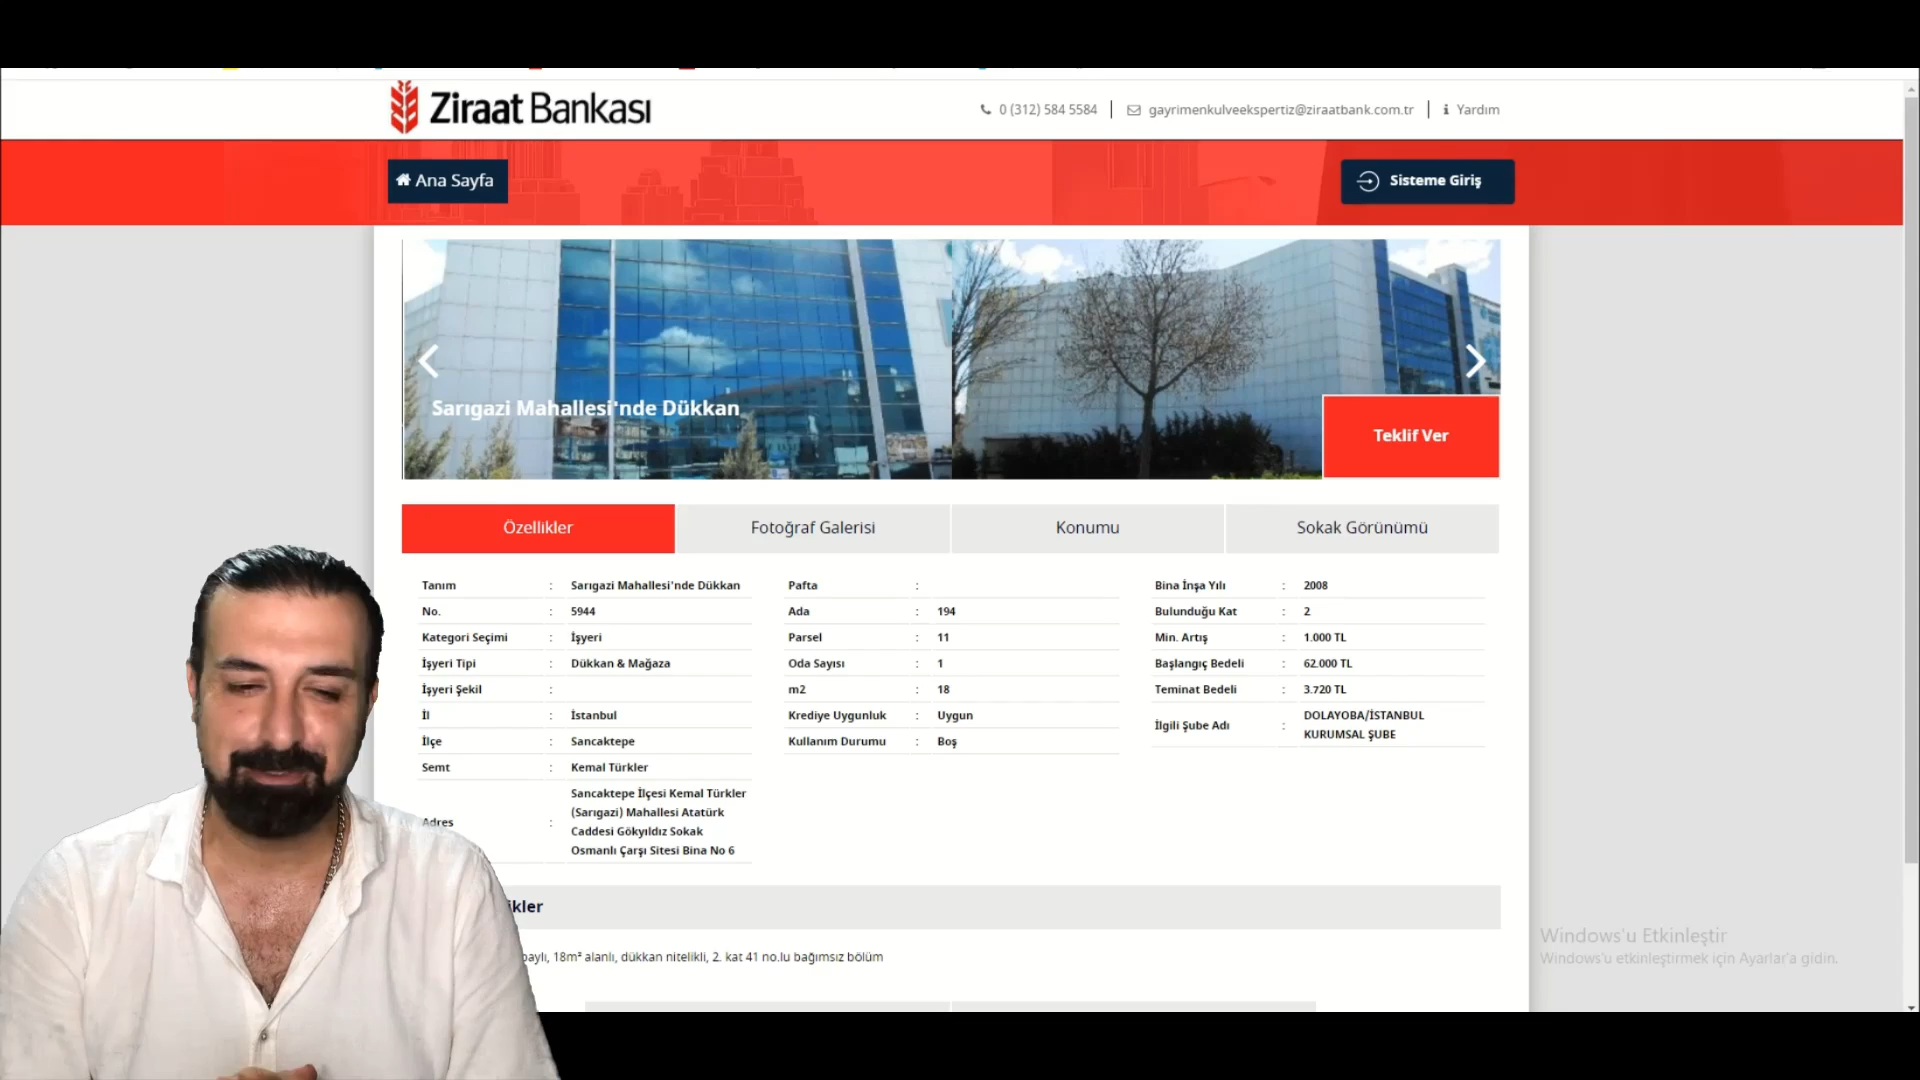 Ziraat Bankası
0 (312) 584 5584
gayrimenkulveekspertiz@ziraatbank.com.tr
Yardım
Ana Sayfa
Sisteme Giriş
Sarıgazi Mahallesi'nde Dükkan
Teklif Ver
Özellikler
Fotoğraf Galerisi
Konumu
Sokak Görünümü
Tanım : Sarıgazi Mahallesi'nde Dükkan
No. : 5944
Kategori Seçimi : İşyeri
İşyeri Tipi : Dükkan & Mağaza
İşyeri Şekil :
İl : İstanbul
İlçe : Sancaktepe
Semt : Kemal Türkler
Adres : Sancaktepe İlçesi Kemal Türkler
(Sarıgazi) Mahallesi Atatürk
Caddesi Gökyıldız Sokak
Osmanlı Çarşı Sitesi Bina No 6
Pafta :
Ada : 194
Parsel : 11
Oda Sayısı : 1
m2 : 18
Krediye Uygunluk : Uygun
Kullanım Durumu : Boş
Bina İnşa Yılı : 2008
Bulunduğu Kat : 2
Min. Artış : 1.000 TL
Başlangıç Bedeli : 62.000 TL
Teminat Bedeli : 3.720 TL
İlgili Şube Adı : DOLAYOBA/İSTANBUL
KURUMSAL ŞUBE
18m² alanlı, dükkan nitelikli, 2. kat 41 no.lu bağımsız bölüm
Windows'u Etkinleştir
Windows'u etkinleştirmek için Ayarlar'a gidin.